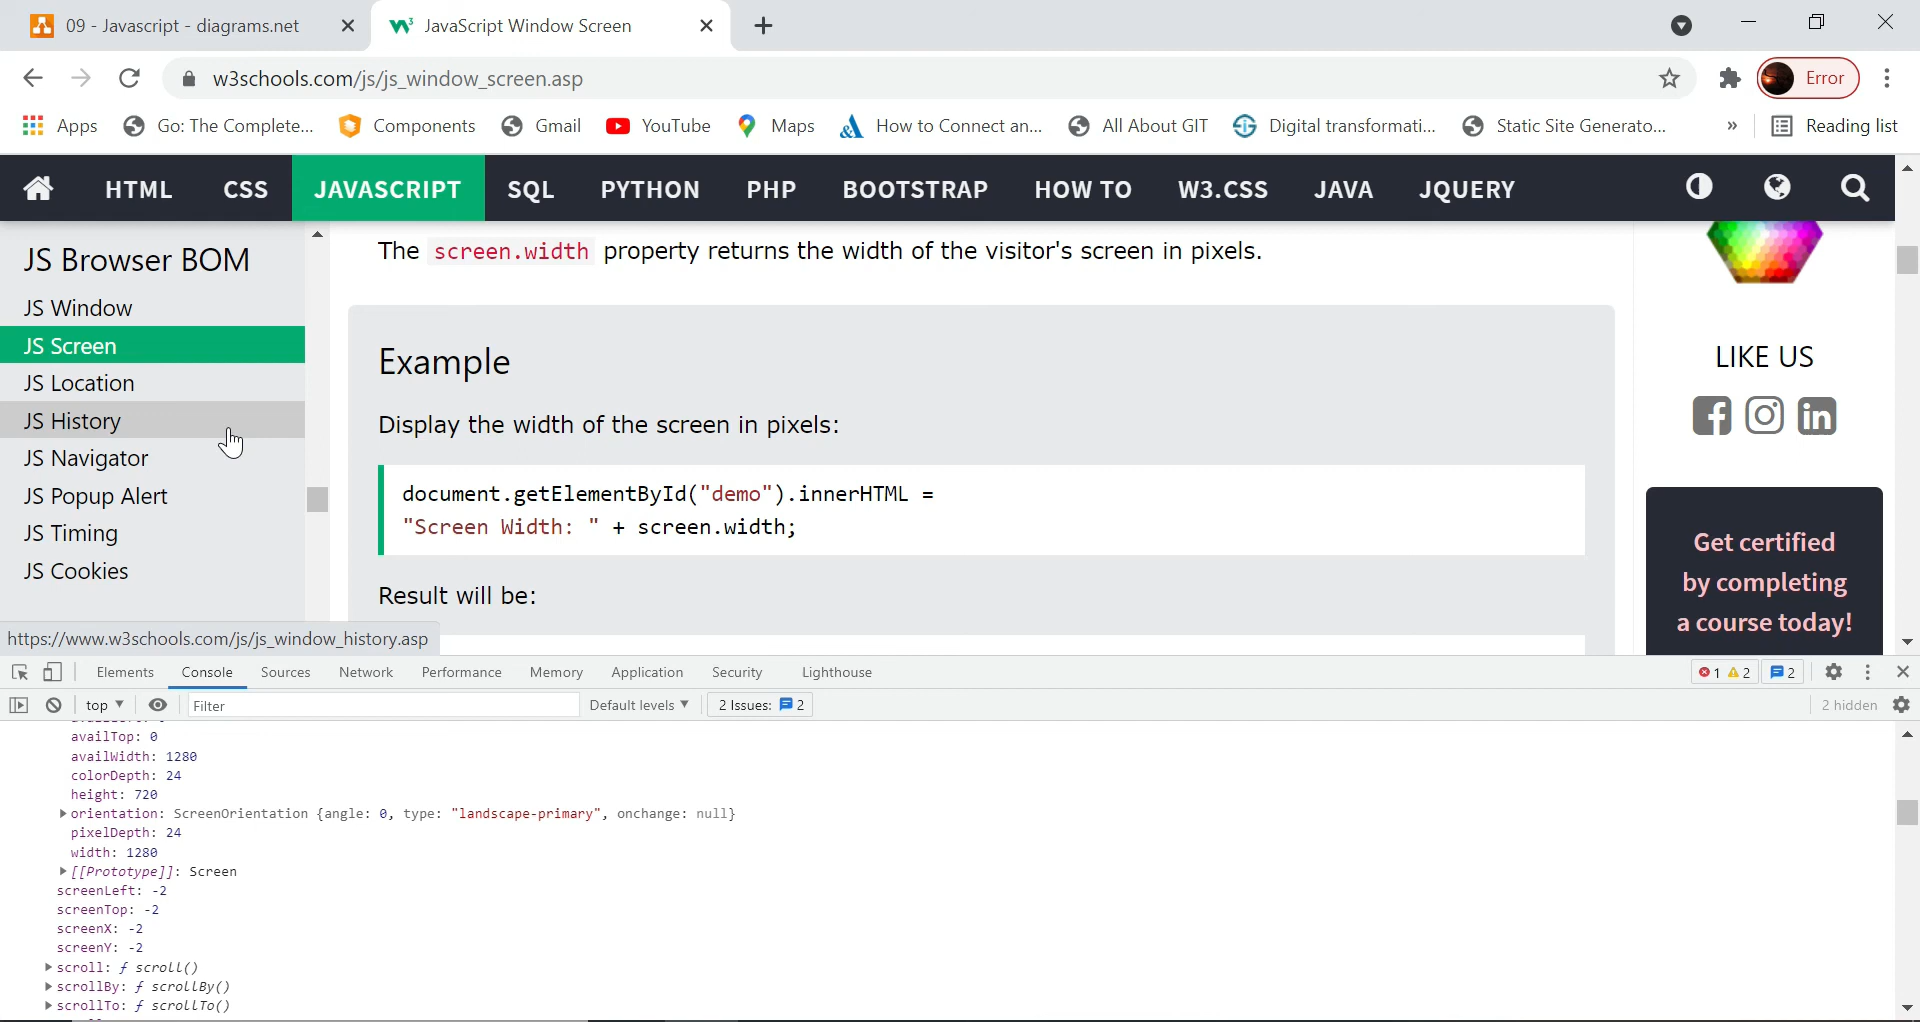 09 - Javascript - diagrams.net
JavaScript Window Screen
w3schools.com/js/js_window_screen.asp
Error
Apps
Go: The Complete...
Components
Gmail
YouTube
Maps
How to Connect an...
All About GIT
Digital transformati...
Static Site Generato...
»
Reading list
HTML
CSS
JAVASCRIPT
SQL
PYTHON
PHP
BOOTSTRAP
HOW TO
W3.CSS
JAVA
JQUERY
JS Browser BOM
JS Window
JS Screen
JS Location
JS History
JS Navigator
JS Popup Alert
JS Timing
JS Cookies
https://www.w3schools.com/js/js_window_history.asp
The screen.width property returns the width of the visitor's screen in pixels.
Example
Display the width of the screen in pixels:
document.getElementById("demo").innerHTML =
"Screen Width: " + screen.width;
Result will be:
LIKE US
Get certified
by completing
a course today!
Elements
Console
Sources
Network
Performance
Memory
Application
Security
Lighthouse
1
2
2
top
Filter
Default levels
2 Issues: 2
2 hidden
availTop: 0
availWidth: 1280
colorDepth: 24
height: 720
orientation: ScreenOrientation {angle: 0, type: "landscape-primary", onchange: null}
pixelDepth: 24
width: 1280
[[Prototype]]: Screen
screenLeft: -2
screenTop: -2
screenX: -2
screenY: -2
scroll: ƒ scroll()
scrollBy: ƒ scrollBy()
scrollTo: ƒ scrollTo()